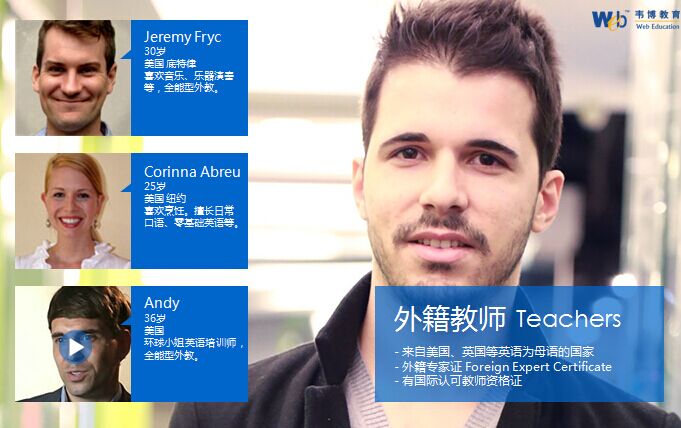 Web 韦博教育
Web Education
Jeremy Fryc
30岁
美国 底特律
喜欢音乐、乐器演奏
等，全能型外教。
Corinna Abreu
25岁
美国 纽约
喜欢烹饪。擅长日常
口语、零基础英语等。
Andy
36岁
美国
环球小姐英语培训师，
全能型外教。
外籍教师 Teachers
- 来自美国、英国等英语为母语的国家
- 外籍专家证 Foreign Expert Certificate
- 有国际认可教师资格证